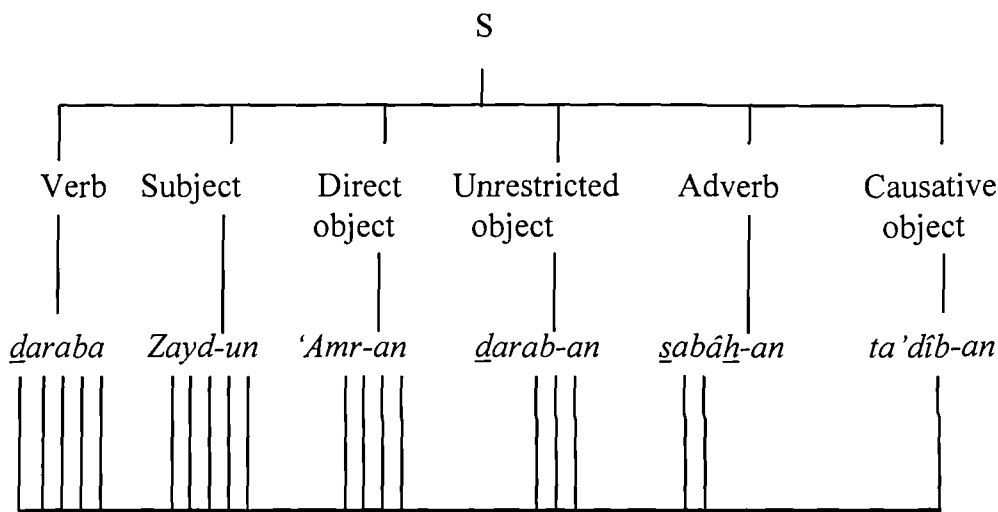 S
Verb Subject Direct object Unrestricted object Adverb Causative object
ḏaraba Zayd-un 'Amr-an ḏarab-an s̱abâẖ-an ta'dîb-an